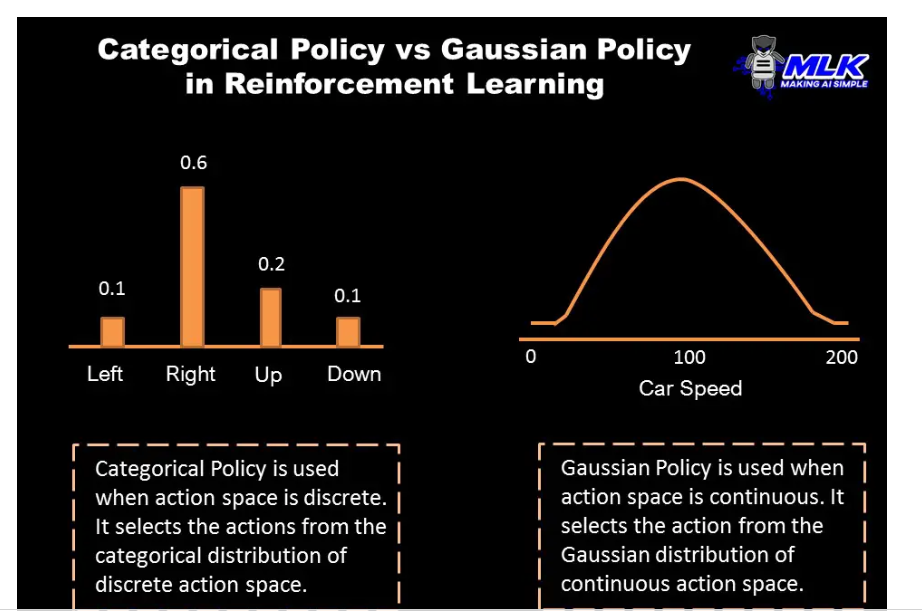 Categorical Policy vs Gaussian Policy
in Reinforcement Learning
MLK
MAKING AI SIMPLE
0.6
0.2
0.1
0.1
Left
Right
Up
Down
0
100
200
Car Speed
Categorical Policy is used
when action space is discrete.
It selects the actions from the
categorical distribution of
discrete action space.
Gaussian Policy is used when
action space is continuous. It
selects the action from the
Gaussian distribution of
continuous action space.